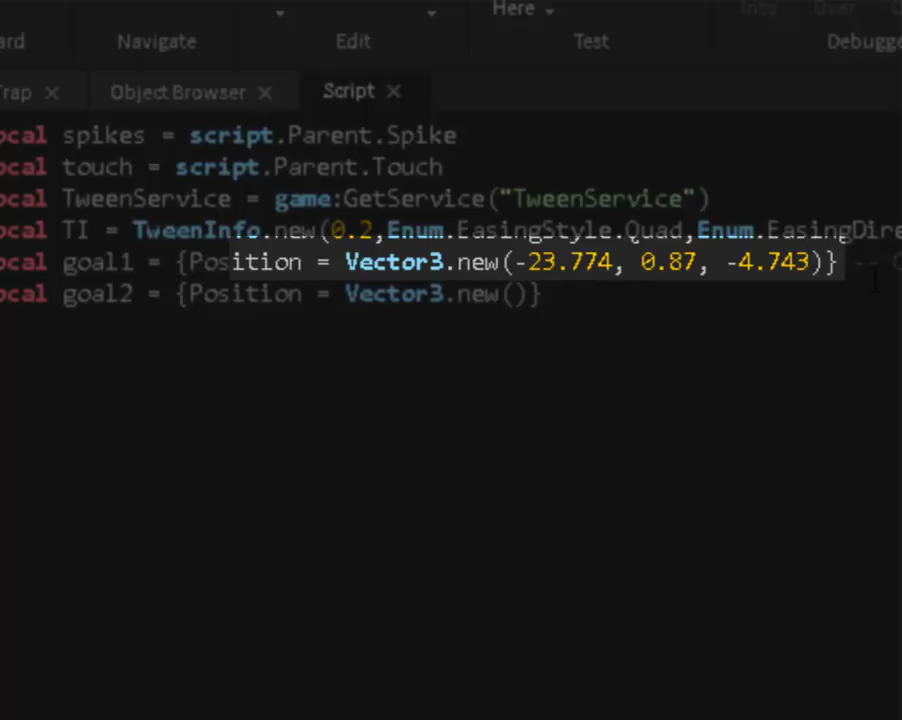 Here
ard Navigate Edit Test Debugge
Trap Object Browser Script
ocal spikes = script.Parent.Spike
ocal touch = script.Parent.Touch
ocal TweenService = game:GetService("TweenService")
ocal TI = TweenInfo.new(0.2,Enum.EasingStyle.Quad,Enum.EasingDire
ocal goal1 = {Position = Vector3.new(-23.774, 0.87, -4.743)} --
ocal goal2 = {Position = Vector3.new()}